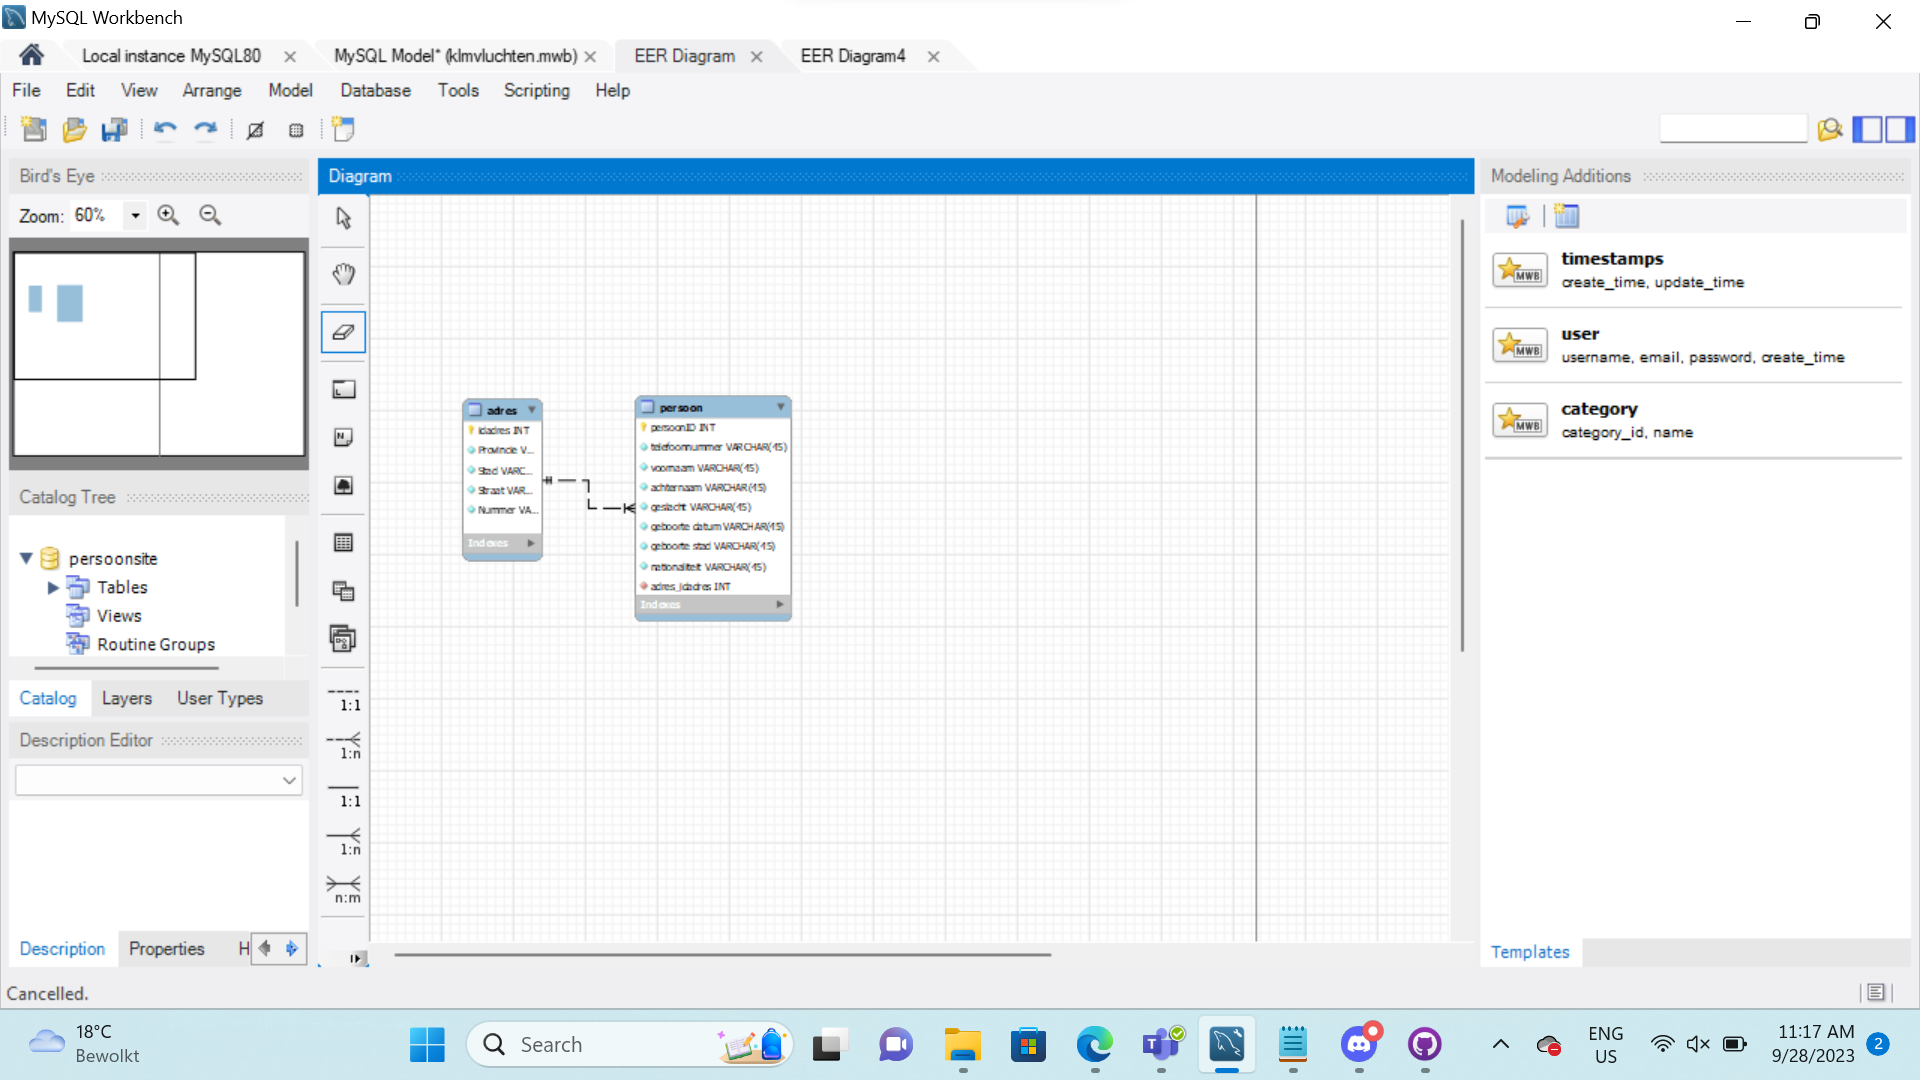 MySQL Workbench
Local instance MySQL80
MySQL Model* (klmvluchten.mwb)
EER Diagram
EER Diagram4
File Edit View Arrange Model Database Tools Scripting Help
Bird's Eye
Zoom: 60%
Catalog Tree
persoonsite
Tables
Views
Routine Groups
Catalog Layers User Types
Description Editor
Description Properties H
Cancelled.
Diagram
1:1
1:n
1:1
1:n
n:m
adres
idadres INT
Provincie V...
Stad VARC...
Straat VAR...
Nummer VA...
Indexes
persoon
persoonID INT
telefoonnummer VARCHAR(45)
voornaam VARCHAR(45)
achternaam VARCHAR(45)
geslacht VARCHAR(45)
geboorte datum VARCHAR(45)
geboorte stad VARCHAR(45)
nationaliteit VARCHAR(45)
adres_idadres INT
Indexes
Modeling Additions
MWB
timestamps
create_time, update_time
MWB
user
username, email, password, create_time
MWB
category
category_id, name
Templates
18°C
Bewolkt
Search
ENG
US
11:17 AM
9/28/2023
2